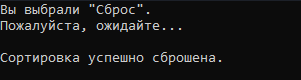 Вы выбрали "Сброс".
Пожалуйста, ожидайте...
Сортировка успешно сброшена.